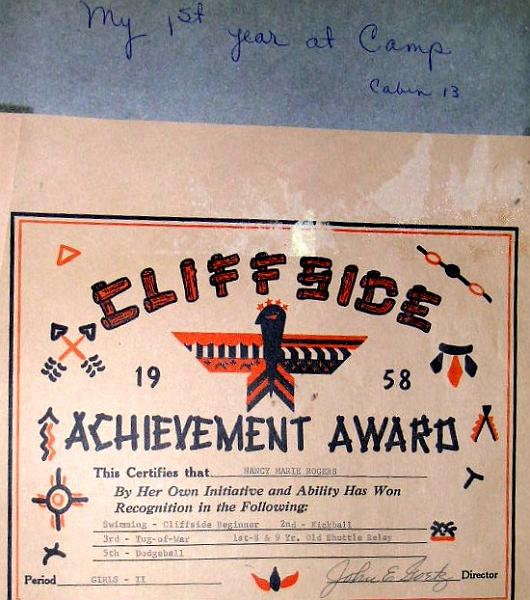 My 1st year at Camp
Cabin 13
CLIFFSIDE
19 58
ACHIEVEMENT AWARD
This Certifies that NANCY MARIE ROGERS
By Her Own Initiative and Ability Has Won
Recognition in the Following:
Swimming - Cliffside Beginner 2nd - Kickball
3rd - Tug-of-War 1st-8 & 9 Yr. Old Shuttle Relay
5th - Dodgeball
Period GIRLS - II John E Goetz Director